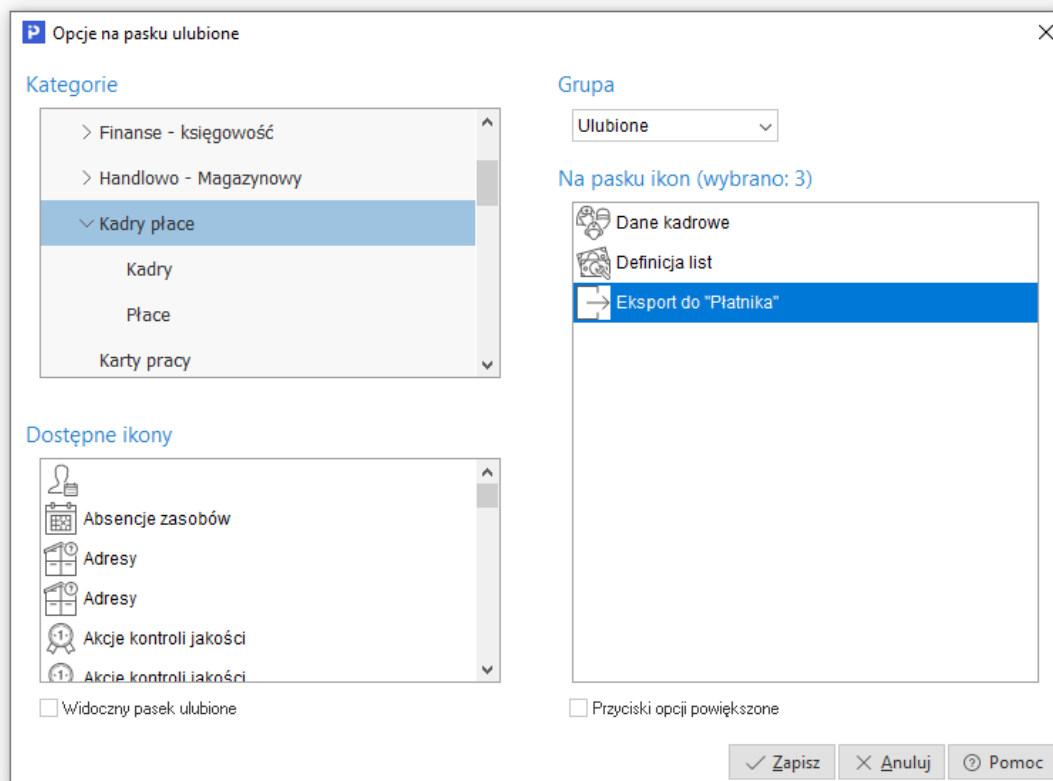 Opcje na pasku ulubione
Kategorie
Finanse - księgowość
Handlowo - Magazynowy
Kadry płace
Kadry
Płace
Karty pracy
Dostępne ikony
Absencje zasobów
Adresy
Adresy
Akcje kontroli jakości
Akcje kontroli jakości
Widoczny pasek ulubione
Grupa
Ulubione
Na pasku ikon (wybrano: 3)
Dane kadrowe
Definicja list
Eksport do "Płatnika"
Przyciski opcji powiększone
Zapisz
Anuluj
Pomoc